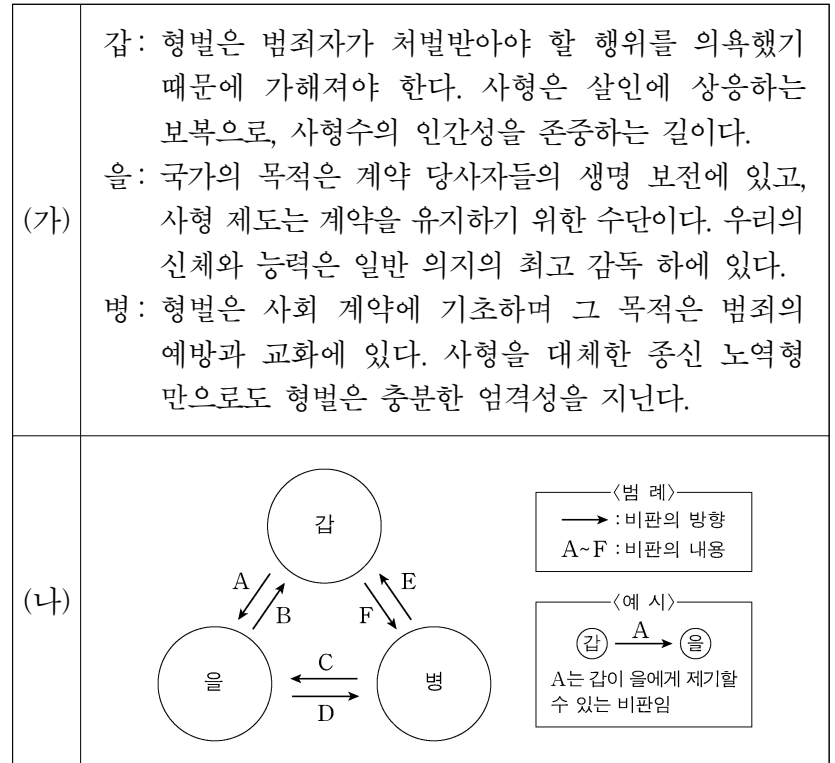 (가)
갑: 형벌은 범죄자가 처벌받아야 할 행위를 의욕했기
때문에 가해져야 한다. 사형은 살인에 상응하는
보복으로, 사형수의 인간성을 존중하는 길이다.
을: 국가의 목적은 계약 당사자들의 생명 보전에 있고,
사형 제도는 계약을 유지하기 위한 수단이다. 우리의
신체와 능력은 일반 의지의 최고 감독 하에 있다.
병: 형벌은 사회 계약에 기초하며 그 목적은 범죄의
예방과 교화에 있다. 사형을 대체한 종신 노역형
만으로도 형벌은 충분한 엄격성을 지닌다.
(나)
갑
A
B
F
E
을
C
D
병
〈범 례〉
→ : 비판의 방향
A~F : 비판의 내용
〈예 시〉
갑 A → 을
A는 갑이 을에게 제기할
수 있는 비판임